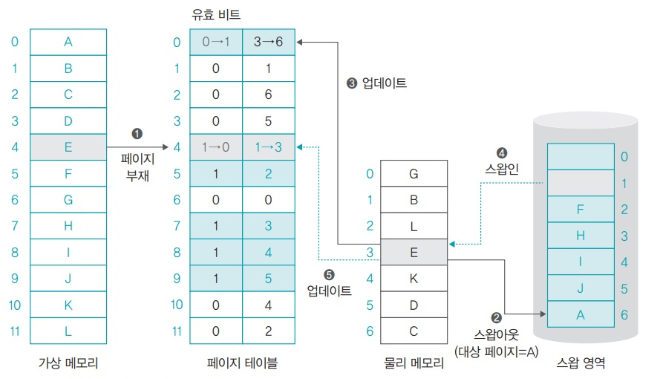 유효 비트
0 A 0 0→1 3→6
1 B 1 0 1
2 C 2 0 6
3 D 3 0 5
4 E 4 1→0 1→3
5 F 5 1 2
6 G 6 0 0
7 H 7 1 3
8 I 8 1 4
9 J 9 1 5
10 K 10 0 4
11 L 11 0 2
가상 메모리
페이지 테이블
❶
페이지
부재
❸ 업데이트
❺
업데이트
0 G
1 B
2 L
3 E
4 K
5 D
6 C
물리 메모리
❹
스왑인
❷
스왑아웃
(대상 페이지=A)
0
1
F 2
H 3
I 4
J 5
A 6
스왑 영역